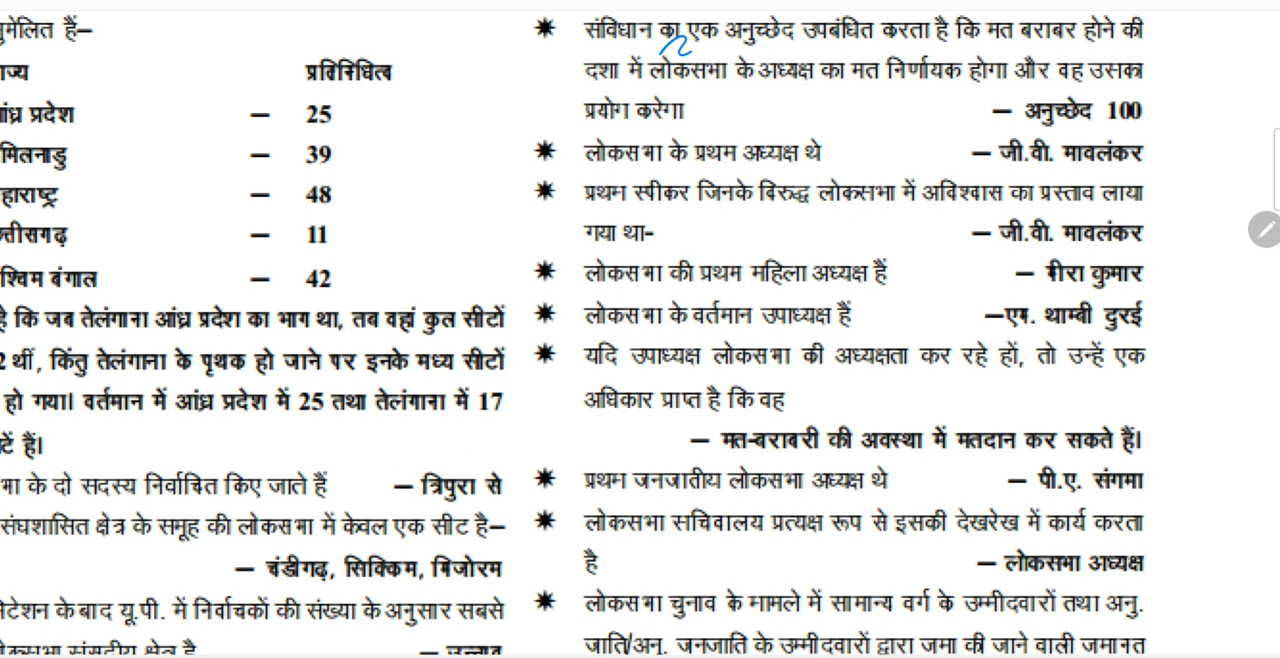 सुमेलित हैं–
राज्य प्रतिनिधित्व
आंध्र प्रदेश – 25
तमिलनाडु – 39
महाराष्ट्र – 48
छत्तीसगढ़ – 11
पश्चिम बंगाल – 42
है कि जब तेलंगाना आंध्र प्रदेश का भाग था, तब वहां कुल सीटों
2 थीं, किंतु तेलंगाना के पृथक हो जाने पर इनके मध्य सीटों
हो गया। वर्तमान में आंध्र प्रदेश में 25 तथा तेलंगाना में 17
टें हैं।
भा के दो सदस्य निर्वाचित किए जाते हैं – त्रिपुरा से
संघशासित क्षेत्र के समूह की लोकसभा में केवल एक सीट है–
– चंडीगढ़, सिक्किम, मिजोरम
के बाद यू.पी. में निर्वाचकों की संख्या के अनुसार सबसे
लोकसभा संसदीय क्षेत्र है – उन्नाव
✷ संविधान का एक अनुच्छेद उपबंधित करता है कि मत बराबर होने की
दशा में लोकसभा के अध्यक्ष का मत निर्णायक होगा और वह उसका
प्रयोग करेगा – अनुच्छेद 100
✷ लोकसभा के प्रथम अध्यक्ष थे – जी.वी. मावलंकर
✷ प्रथम स्पीकर जिनके विरुद्ध लोकसभा में अविश्वास का प्रस्ताव लाया
गया था- – जी.वी. मावलंकर
✷ लोकसभा की प्रथम महिला अध्यक्ष हैं – मीरा कुमार
✷ लोकसभा के वर्तमान उपाध्यक्ष हैं –एम. थाम्बी दुरई
✷ यदि उपाध्यक्ष लोकसभा की अध्यक्षता कर रहे हों, तो उन्हें एक
अधिकार प्राप्त है कि वह
– मत-बराबरी की अवस्था में मतदान कर सकते हैं।
✷ प्रथम जनजातीय लोकसभा अध्यक्ष थे – पी.ए. संगमा
✷ लोकसभा सचिवालय प्रत्यक्ष रूप से इसकी देखरेख में कार्य करता
है – लोकसभा अध्यक्ष
✷ लोकसभा चुनाव के मामले में सामान्य वर्ग के उम्मीदवारों तथा अनु.
जाति/अनु. जनजाति के उम्मीदवारों द्वारा जमा की जाने वाली जमानत